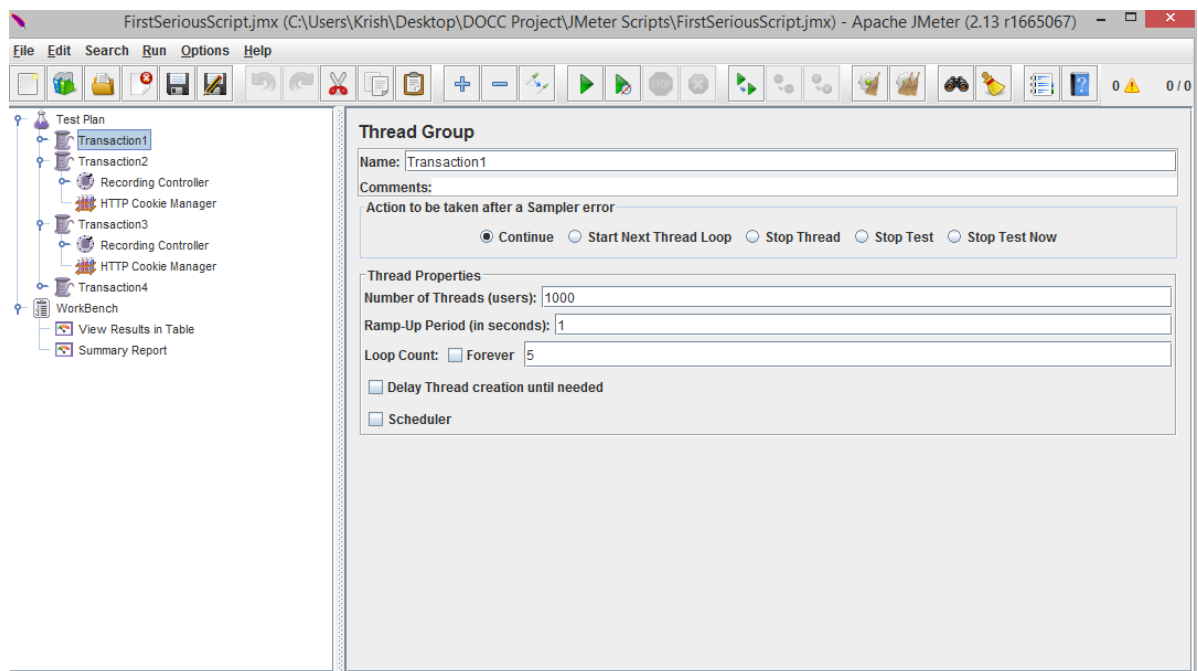 FirstSeriousScript.jmx (C:\Users\Krish\Desktop\DOCC Project\JMeter Scripts\FirstSeriousScript.jmx) - Apache JMeter (2.13 r1665067)
File Edit Search Run Options Help
0 0 / 0
Test Plan
Transaction1
Transaction2
Recording Controller
HTTP Cookie Manager
Transaction3
Recording Controller
HTTP Cookie Manager
Transaction4
WorkBench
View Results in Table
Summary Report
Thread Group
Name: Transaction1
Comments:
Action to be taken after a Sampler error
Continue Start Next Thread Loop Stop Thread Stop Test Stop Test Now
Thread Properties
Number of Threads (users): 1000
Ramp-Up Period (in seconds): 1
Loop Count: Forever 5
Delay Thread creation until needed
Scheduler